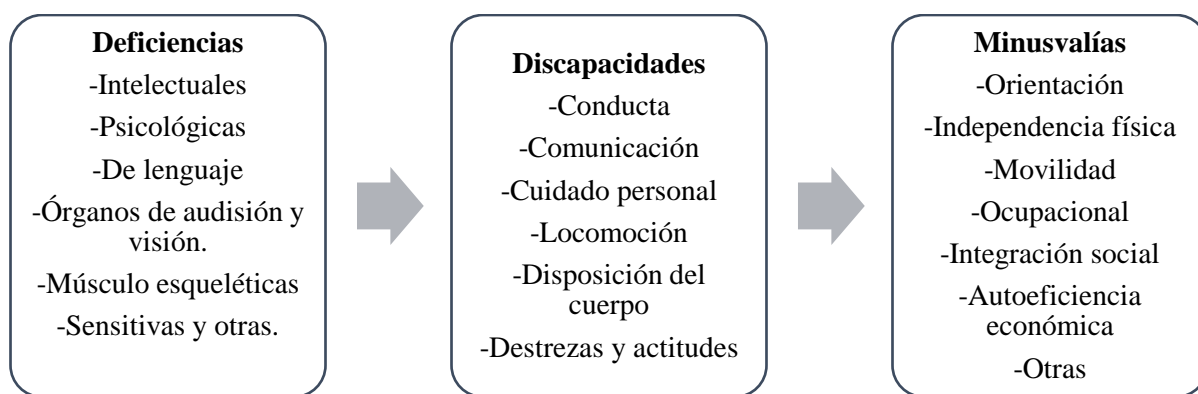 Deficiencias
-Intelectuales
-Psicológicas
-De lenguaje
-Órganos de audisión y
visión.
-Músculo esqueléticas
-Sensitivas y otras.
Discapacidades
-Conducta
-Comunicación
-Cuidado personal
-Locomoción
-Disposición del
cuerpo
-Destrezas y actitudes
Minusvalías
-Orientación
-Independencia física
-Movilidad
-Ocupacional
-Integración social
-Autoeficiencia
económica
-Otras